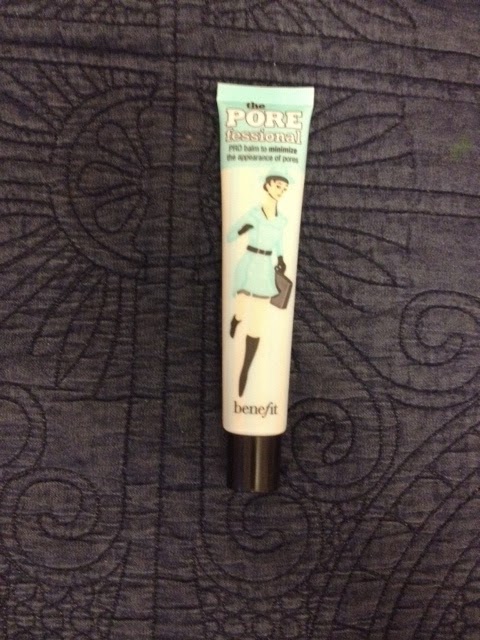 the
PORE
fessional
PRO balm to minimize
the appearance of pores
benefit